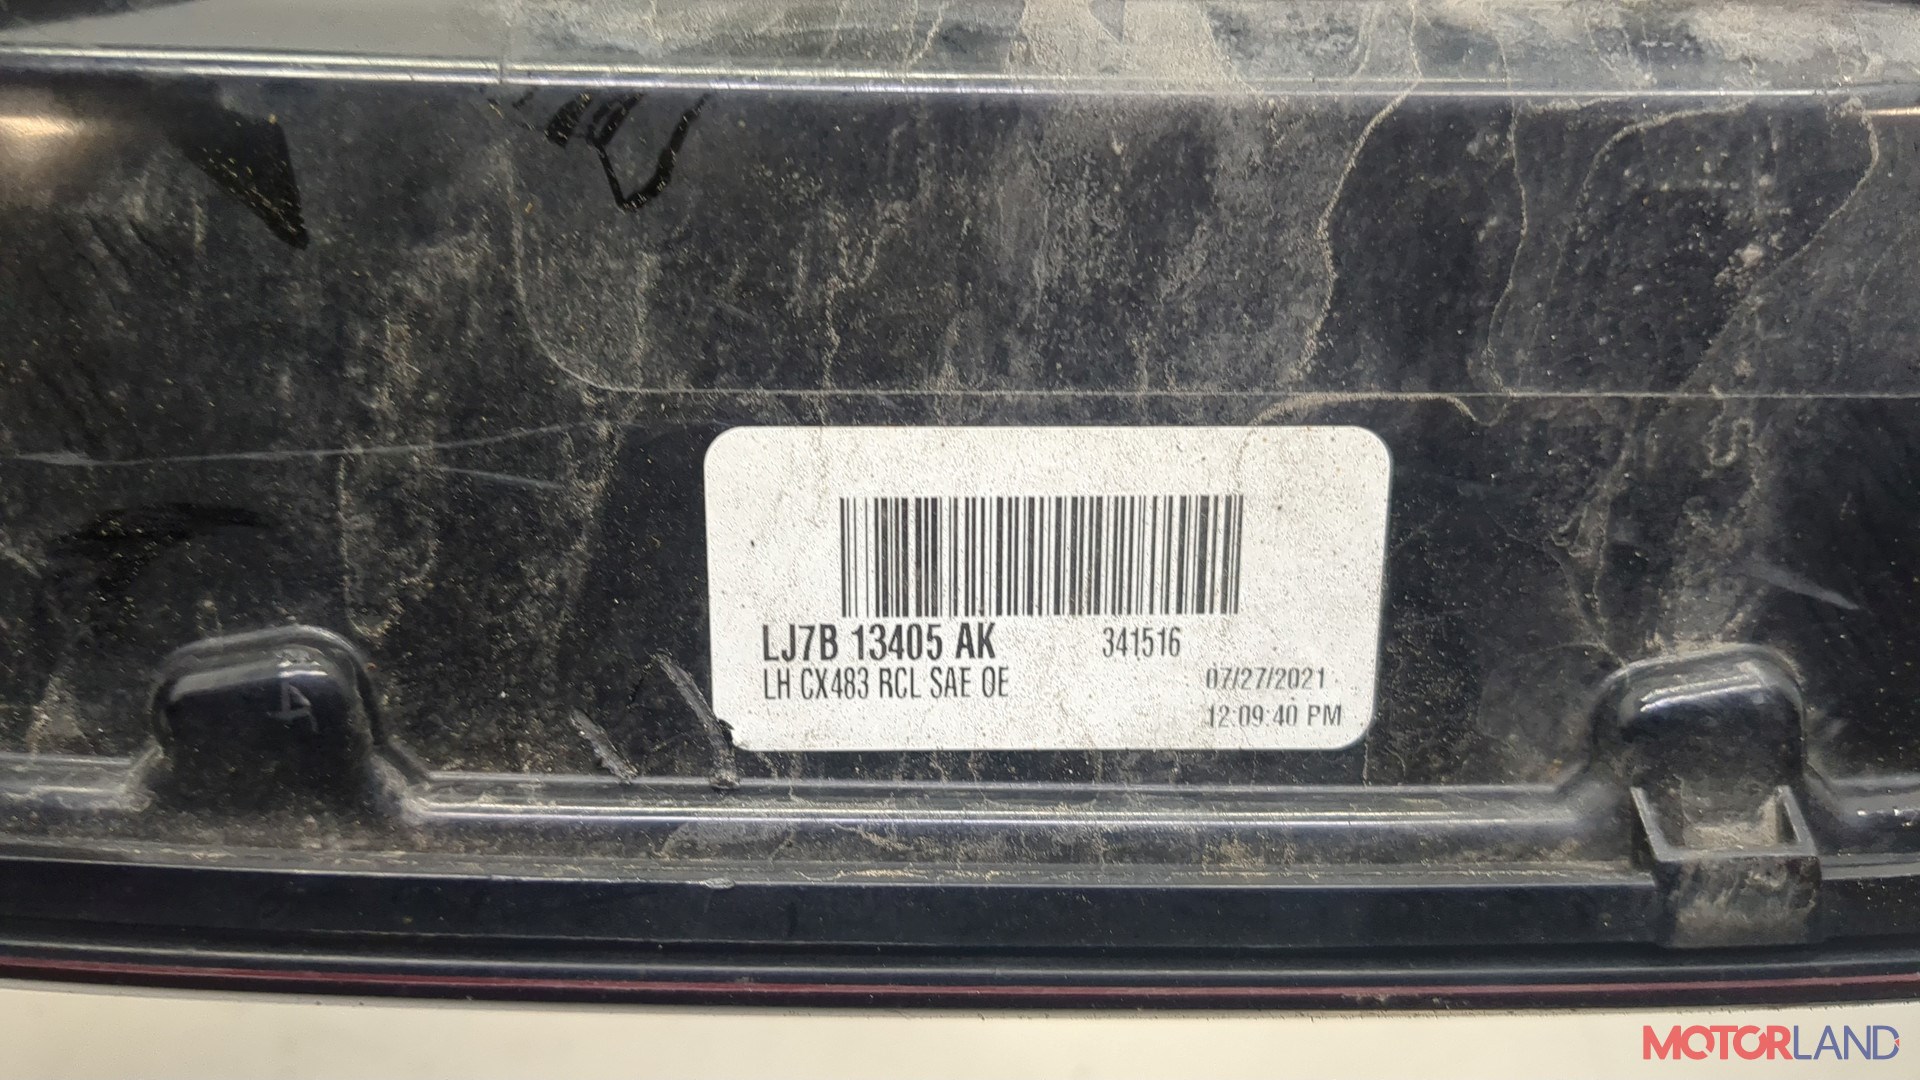 LJ7B 13405 AK 341516
LH CX483 RCL SAE OE 07/27/2021
12:09:40 PM
MOTORLAND